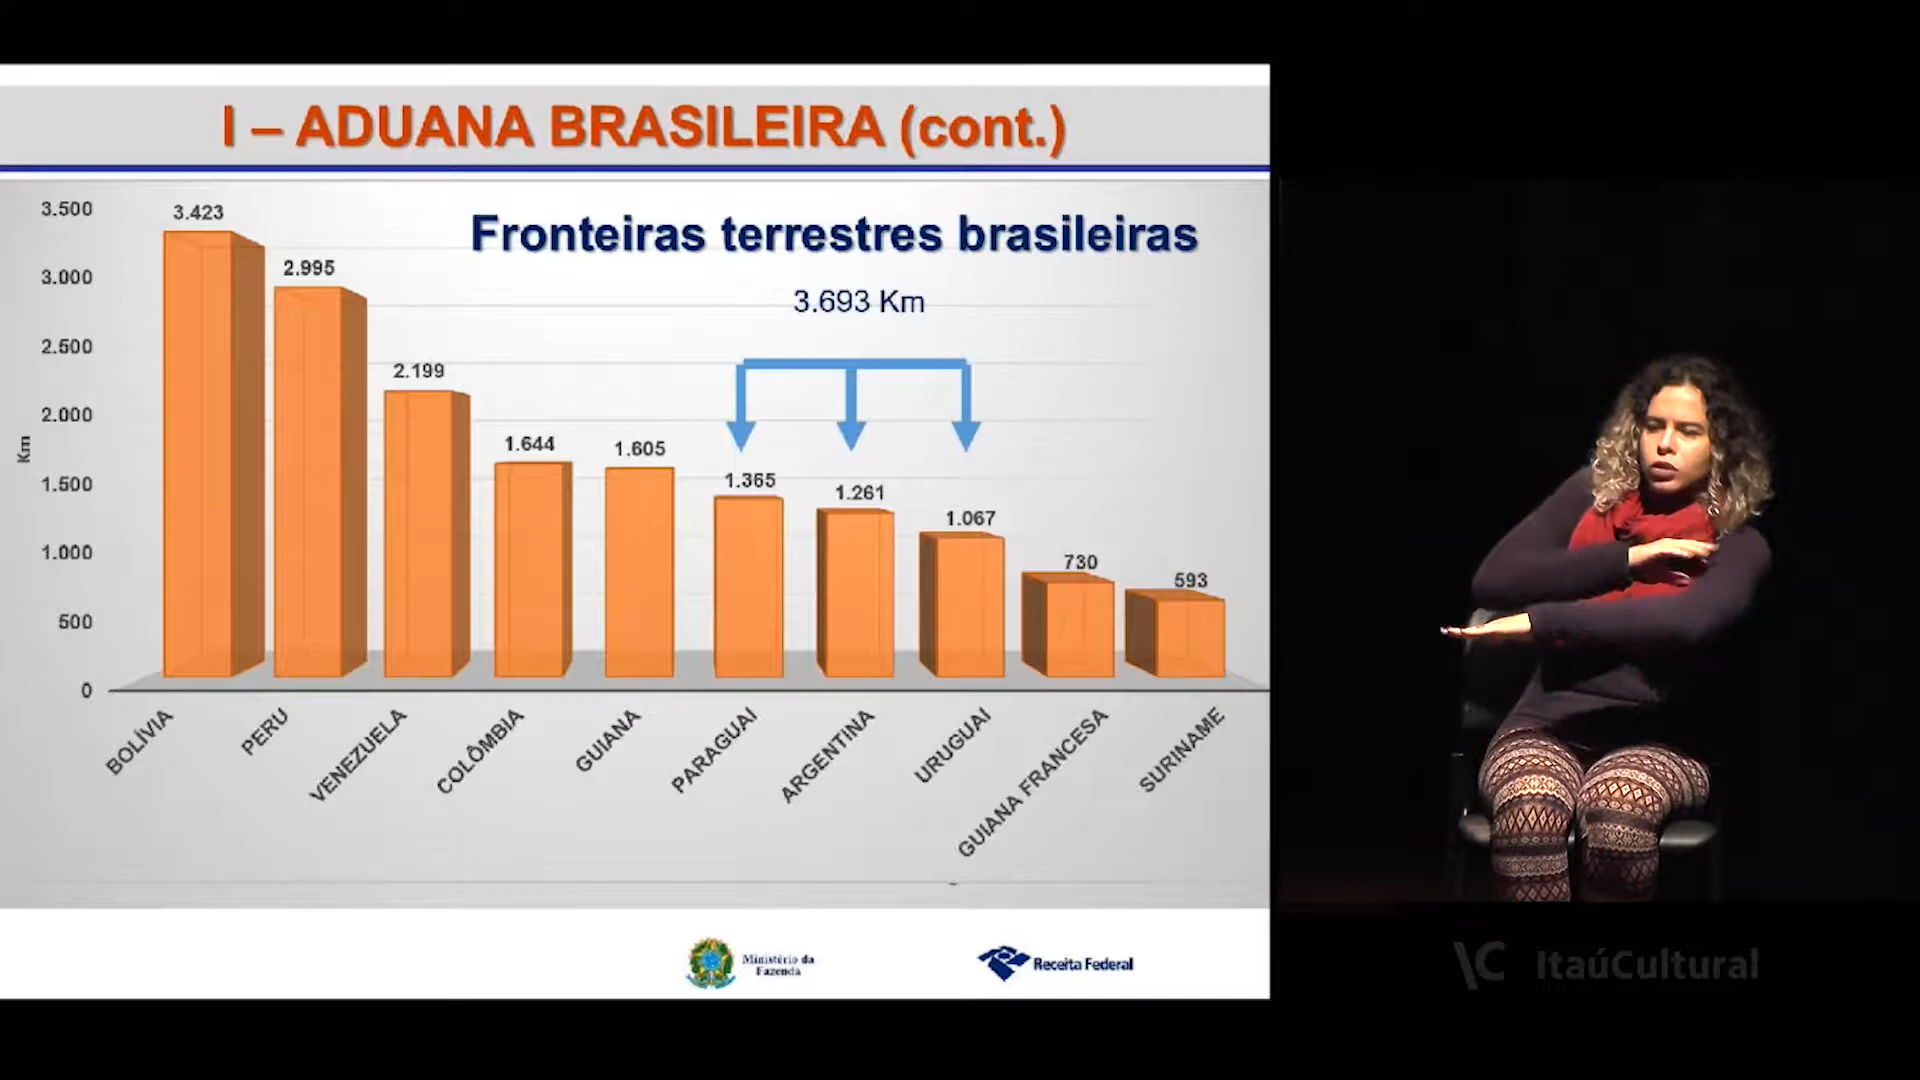 I – ADUANA BRASILEIRA (cont.)
Fronteiras terrestres brasileiras
3.693 Km
Km
3.500
3.000
2.500
2.000
1.500
1.000
500
0
3.423
2.995
2.199
1.644
1.605
1.365
1.261
1.067
730
593
BOLÍVIA
PERU
VENEZUELA
COLÔMBIA
GUIANA
PARAGUAI
ARGENTINA
URUGUAI
GUIANA FRANCESA
SURINAME
Ministério da
Fazenda
Receita Federal
ItaúCultural